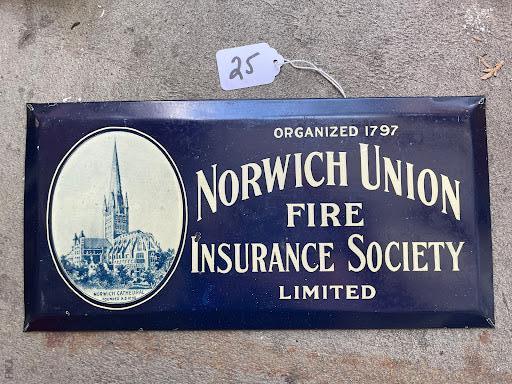 25
ORGANIZED 1797
NORWICH UNION
FIRE
INSURANCE SOCIETY
LIMITED
NORWICH CATHEDRAL